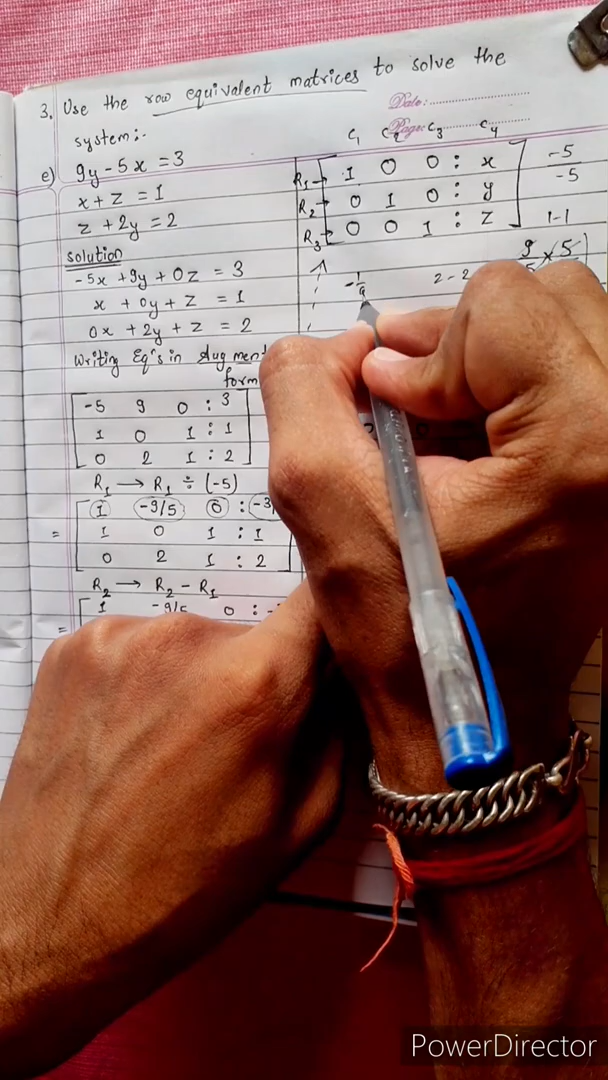 3. Use the row equivalent matrices to solve the
system:-
Date:
Page:
e) 9y - 5x = 3
x + z = 1
z + 2y = 2
solution
-5x + 9y + 0z = 3
x + 0y + z = 1
0x + 2y + z = 2
Writing Eq's in Augment
form
-5 9 0 : 3
1 0 1 : 1
0 2 1 : 2
R₁ → R₁ ÷ (-5)
1 -9/5 0 : -3/
= 1 0 1 : 1
0 2 1 : 2
R₂ → R₂ - R₁
= 1 -9/5 0 :
C₁ C₂ C₃ C₄
R₁ → 1 0 0 : x
R₂ → 0 1 0 : y
R₃ → 0 0 1 : z
-5/-5
1-1
2 - 2
PowerDirector